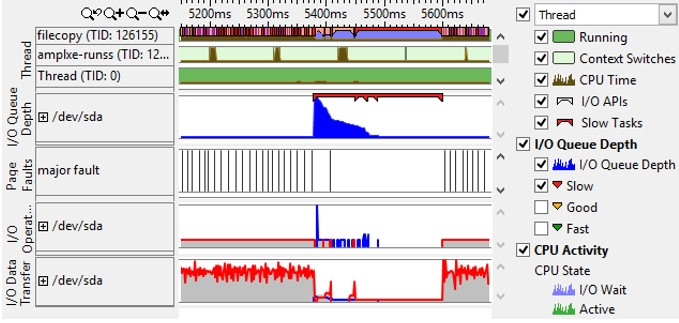 5200ms 5300ms 5400ms 5500ms 5600ms
Thread
filecopy (TID: 126155)
amplxe-runss (TID: 12...
Thread (TID: 0)
I/O Queue
Depth
/dev/sda
Page
Faults
major fault
I/O
Operat...
/dev/sda
I/O Data
Transfer
/dev/sda
Thread
Running
Context Switches
CPU Time
I/O APIs
Slow Tasks
I/O Queue Depth
I/O Queue Depth
Slow
Good
Fast
CPU Activity
CPU State
I/O Wait
Active